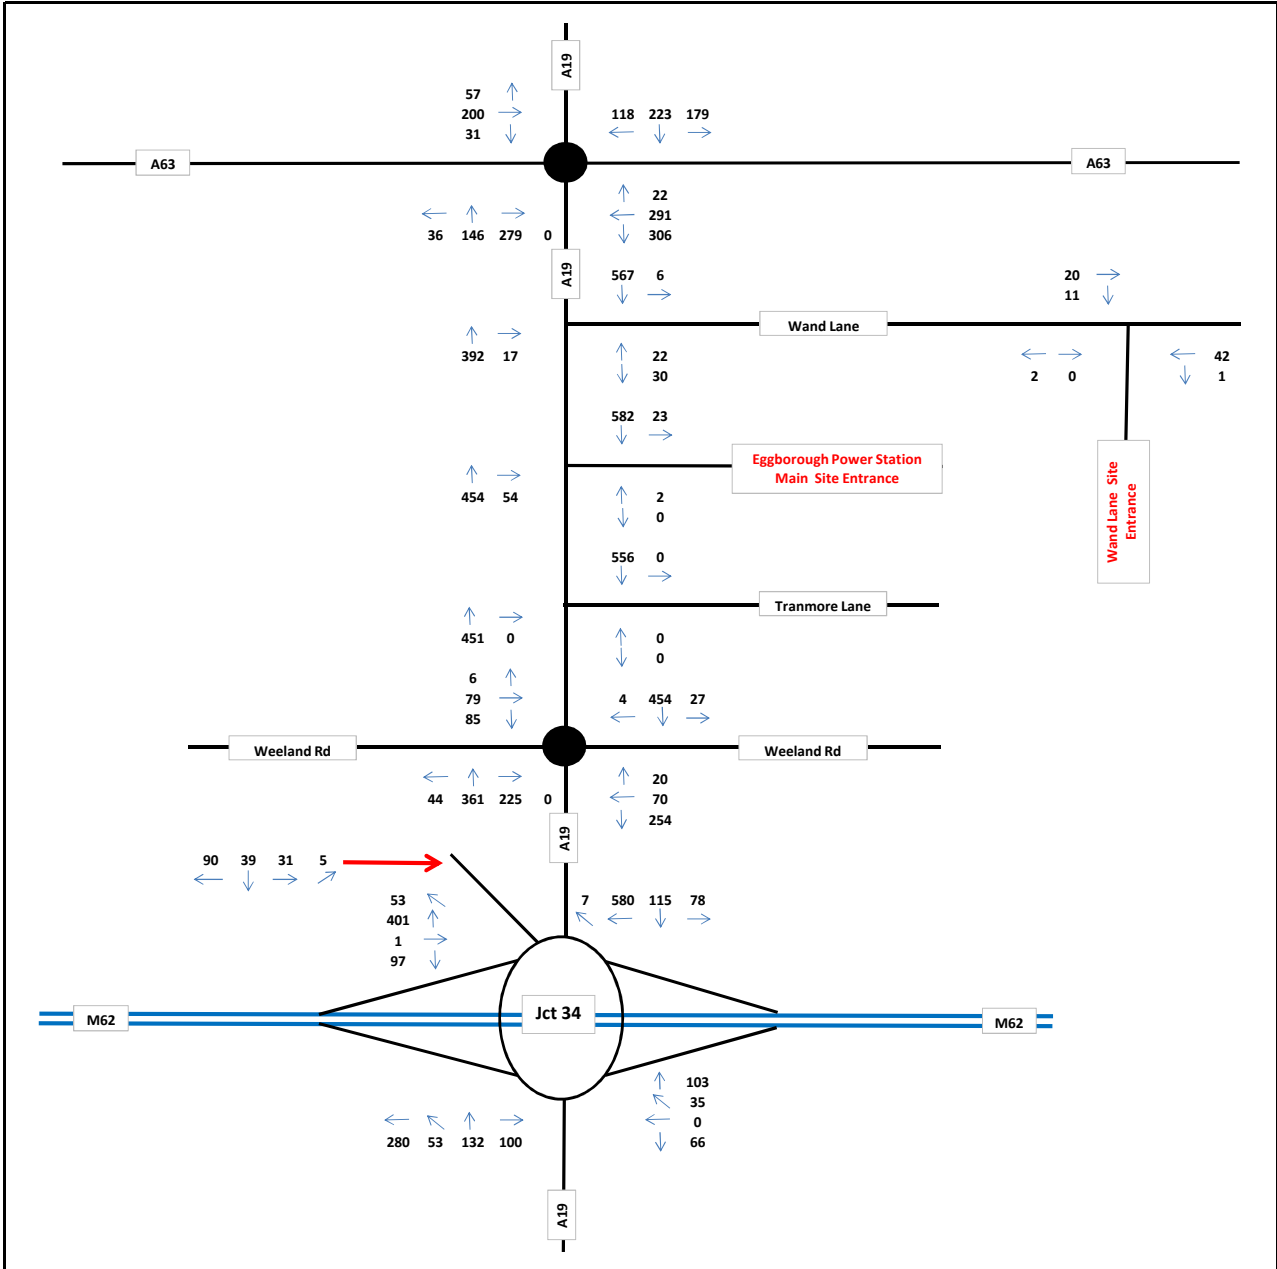 A19
57
200
31
118 223 179
A63
A63
22
291
306
36 146 279 0
A19
567 6
20
11
Wand Lane
392 17
22
30
2 0
42
1
582 23
Eggborough Power Station
Main Site Entrance
454 54
2
0
Wand Lane Site
Entrance
556 0
Tranmore Lane
451 0
0
0
6
79
85
4 454 27
Weeland Rd
Weeland Rd
44 361 225 0
20
70
254
A19
90 39 31 5
53
401
1
97
7 580 115 78
Jct 34
M62
M62
103
35
0
66
280 53 132 100
A19